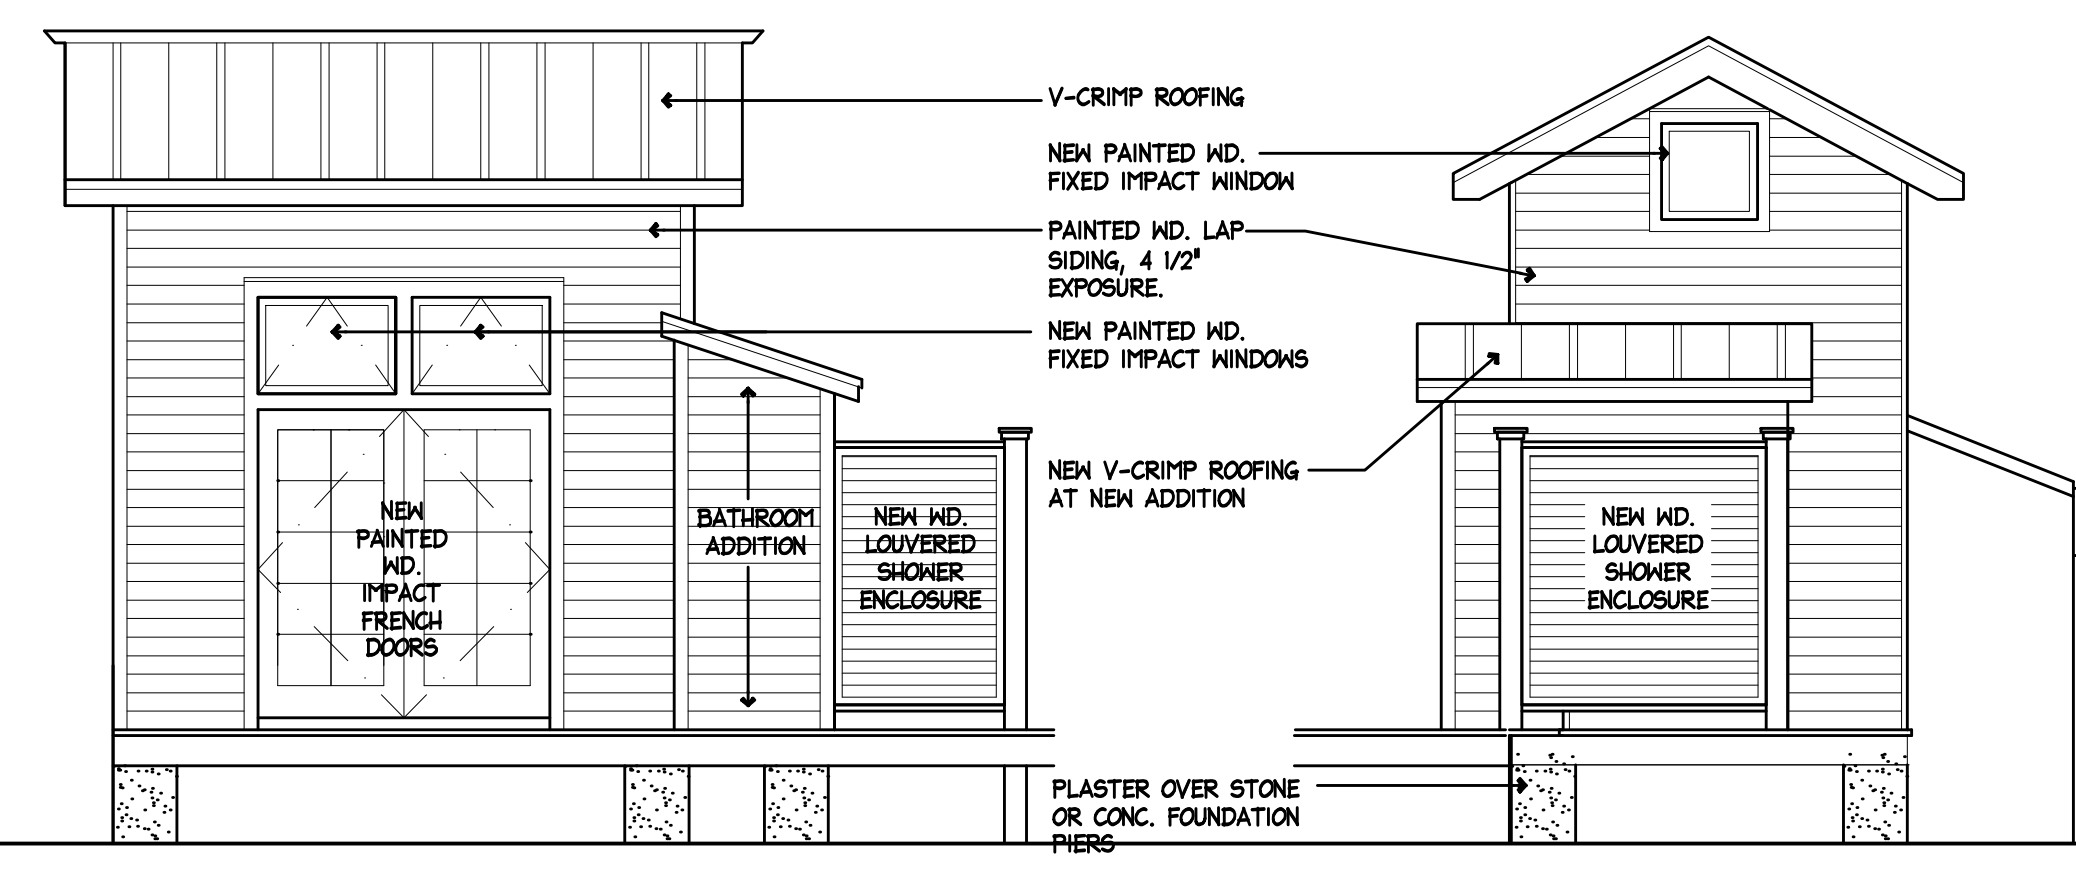 V-CRIMP ROOFING
NEW PAINTED WD.
FIXED IMPACT WINDOW
PAINTED WD. LAP
SIDING, 4 1/2"
EXPOSURE.
NEW PAINTED WD.
FIXED IMPACT WINDOWS
NEW V-CRIMP ROOFING
AT NEW ADDITION
NEW
PAINTED
WD.
IMPACT
FRENCH
DOORS
BATHROOM
ADDITION
NEW WD.
LOUVERED
SHOWER
ENCLOSURE
NEW WD.
LOUVERED
SHOWER
ENCLOSURE
PLASTER OVER STONE
OR CONC. FOUNDATION
PIERS